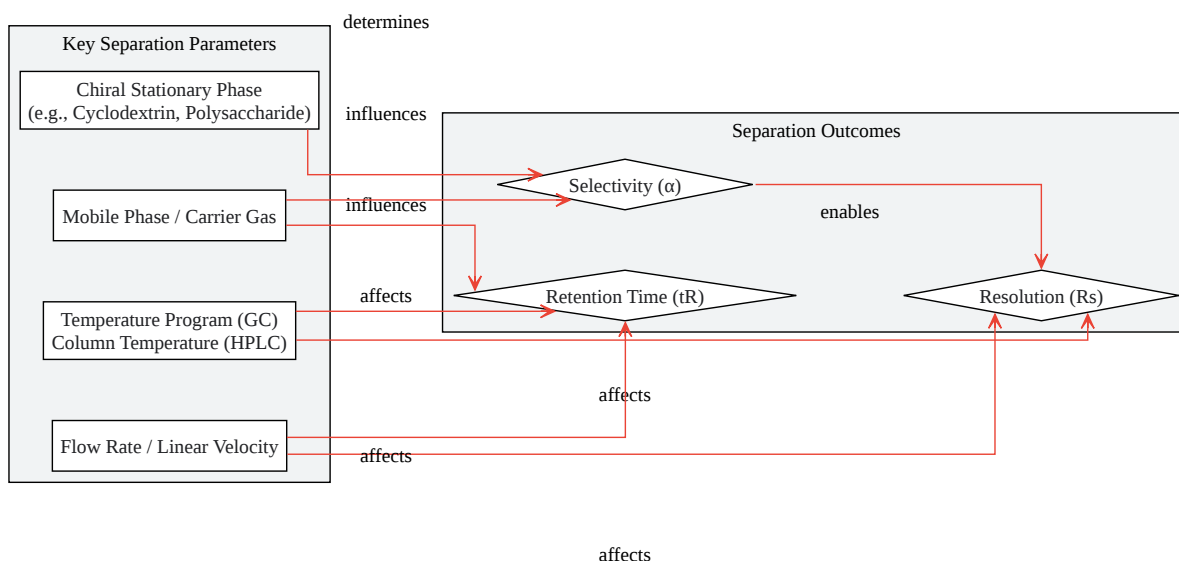 determines
Key Separation Parameters
Chiral Stationary Phase
(e.g., Cyclodextrin, Polysaccharide)
influences
Separation Outcomes
Selectivity (α)
Mobile Phase / Carrier Gas
influences
enables
affects
Retention Time (tR)
Resolution (Rs)
Temperature Program (GC)
Column Temperature (HPLC)
affects
Flow Rate / Linear Velocity
affects
affects